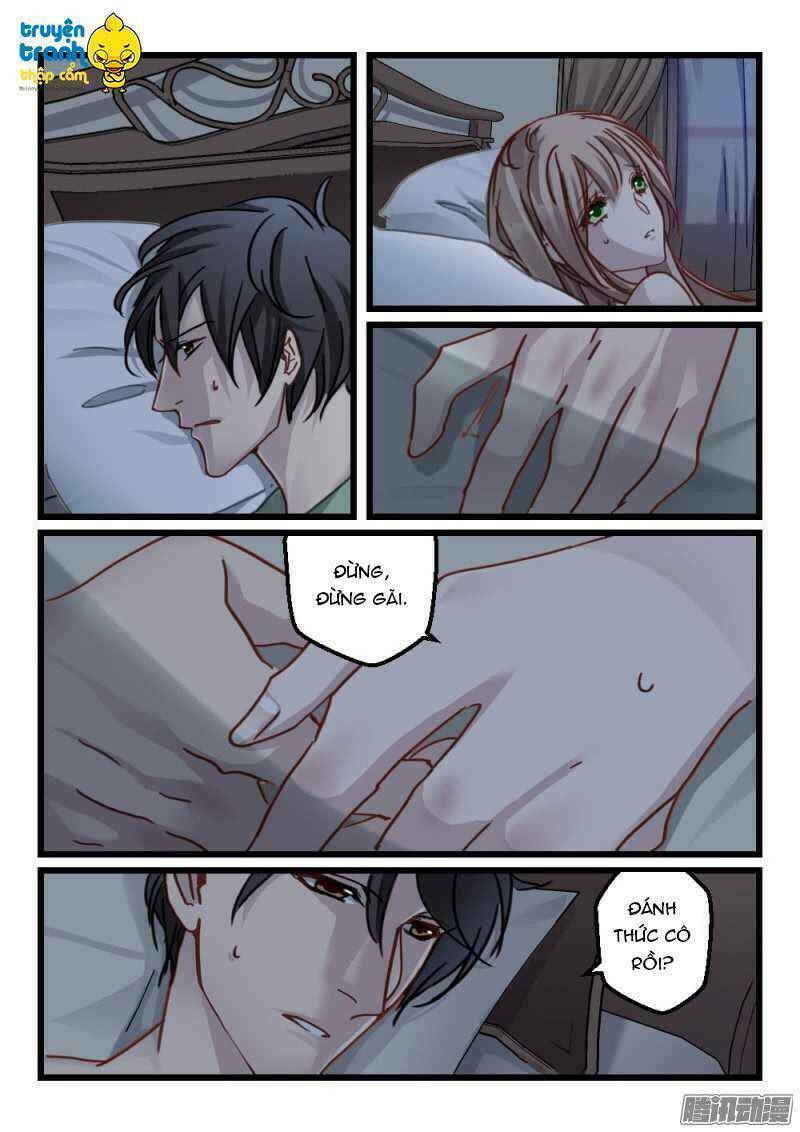 truyện
tranh
thập cẩm
ĐỪNG,
ĐỪNG GÃI.
ĐÁNH
THỨC CÔ
RỒI?
腾讯动漫